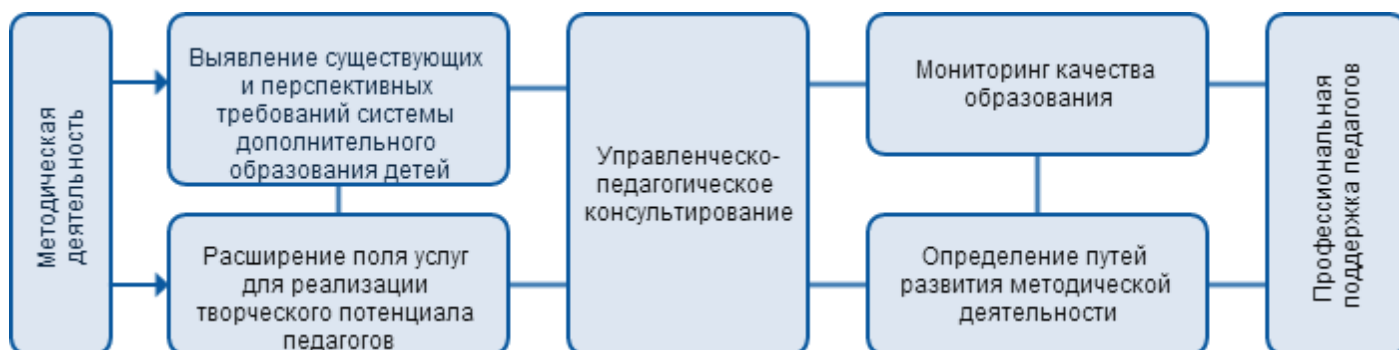 Методическая
деятельность
Выявление существующих
и перспективных
требований системы
дополнительного
образования детей
Расширение поля услуг
для реализации
творческого потенциала
педагогов
Управленческо-
педагогическое
консультирование
Мониторинг качества
образования
Определение путей
развития методической
деятельности
Профессиональная
поддержка педагогов